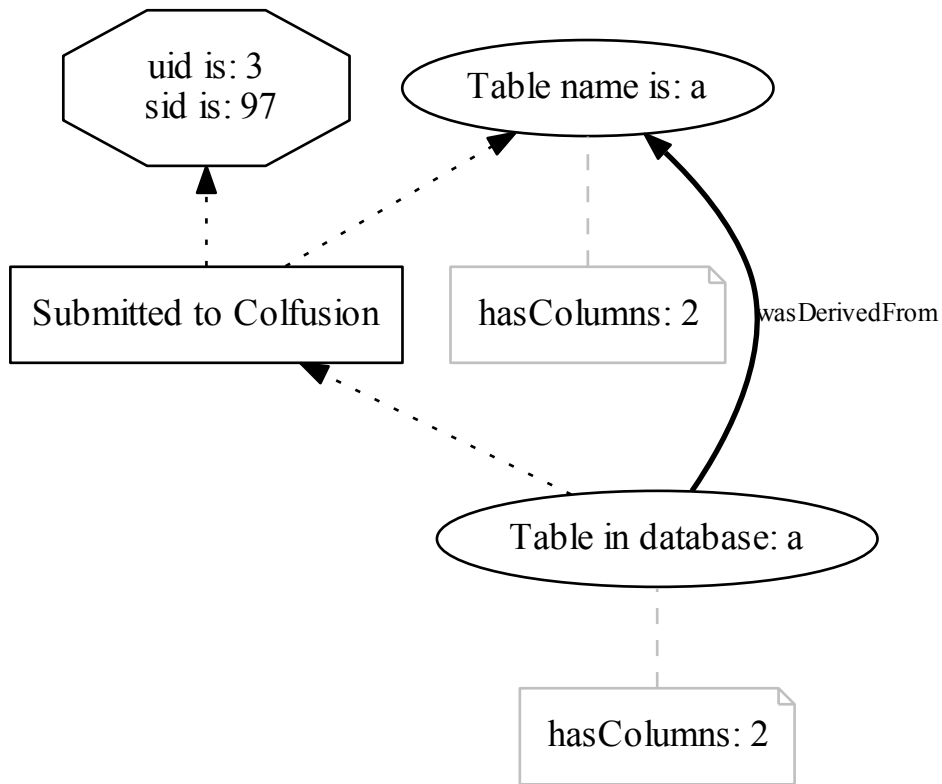 uid is: 3
sid is: 97
Table name is: a
Submitted to Colfusion
hasColumns: 2
wasDerivedFrom
Table in database: a
hasColumns: 2